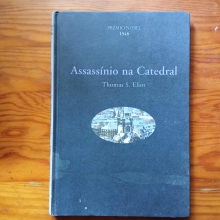 PRÉMIO NOBEL
1948
Assassínio na Catedral
Thomas S. Eliot